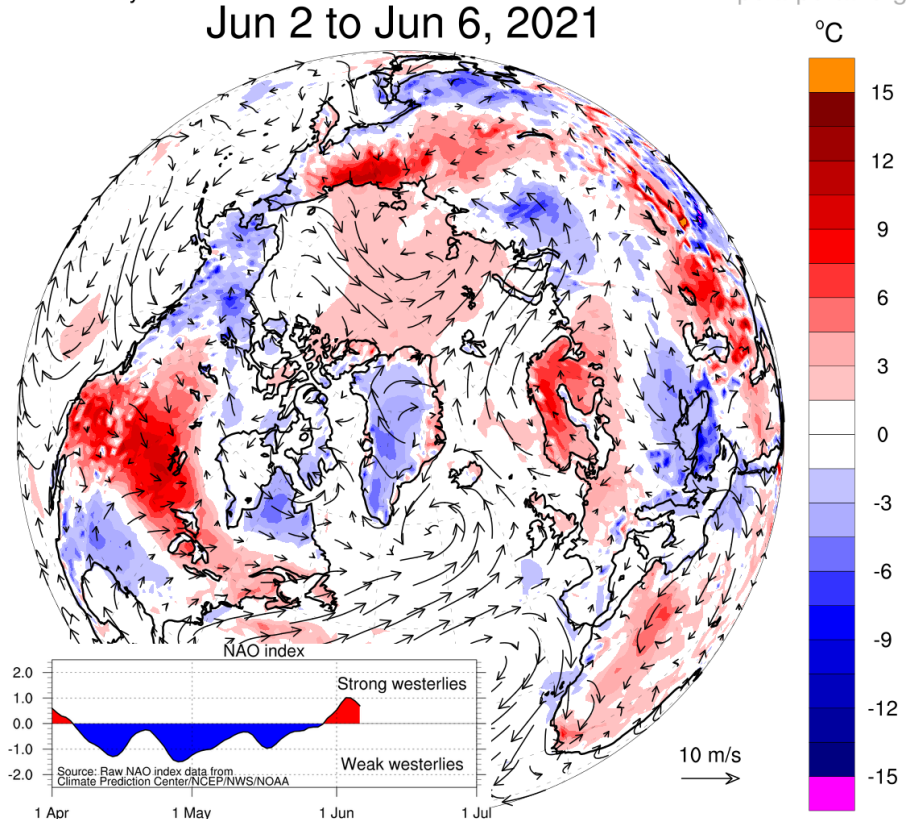 Jun 2 to Jun 6, 2021
°C
15
12
9
6
3
0
-3
-6
-9
-12
-15
NAO index
2.0
1.0
0.0
-1.0
-2.0
Strong westerlies
Weak westerlies
Source: Raw NAO index data from
Climate Prediction Center/NCEP/NWS/NOAA
1 Apr
1 May
1 Jun
1 Jul
10 m/s